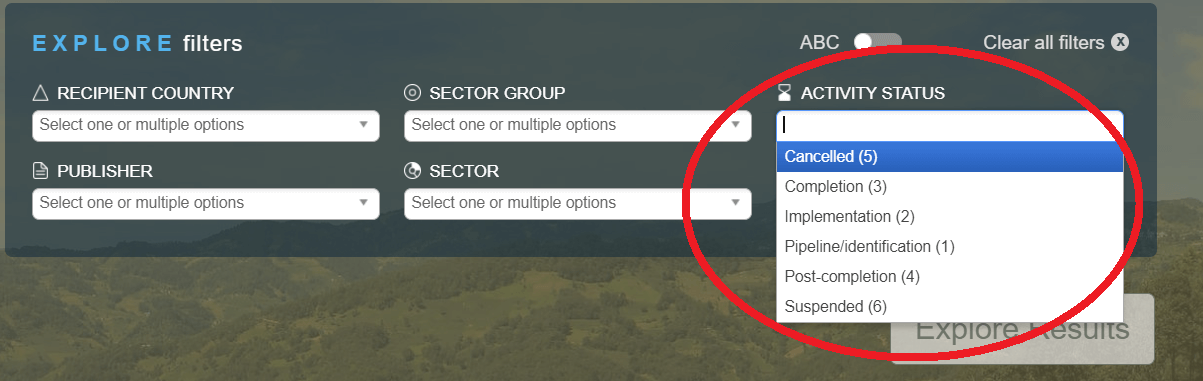 EXPLORE filters
ABC
Clear all filters X
RECIPIENT COUNTRY
Select one or multiple options
SECTOR GROUP
Select one or multiple options
ACTIVITY STATUS
PUBLISHER
Select one or multiple options
SECTOR
Select one or multiple options
Cancelled (5)
Completion (3)
Implementation (2)
Pipeline/identification (1)
Post-completion (4)
Suspended (6)
Explore Results